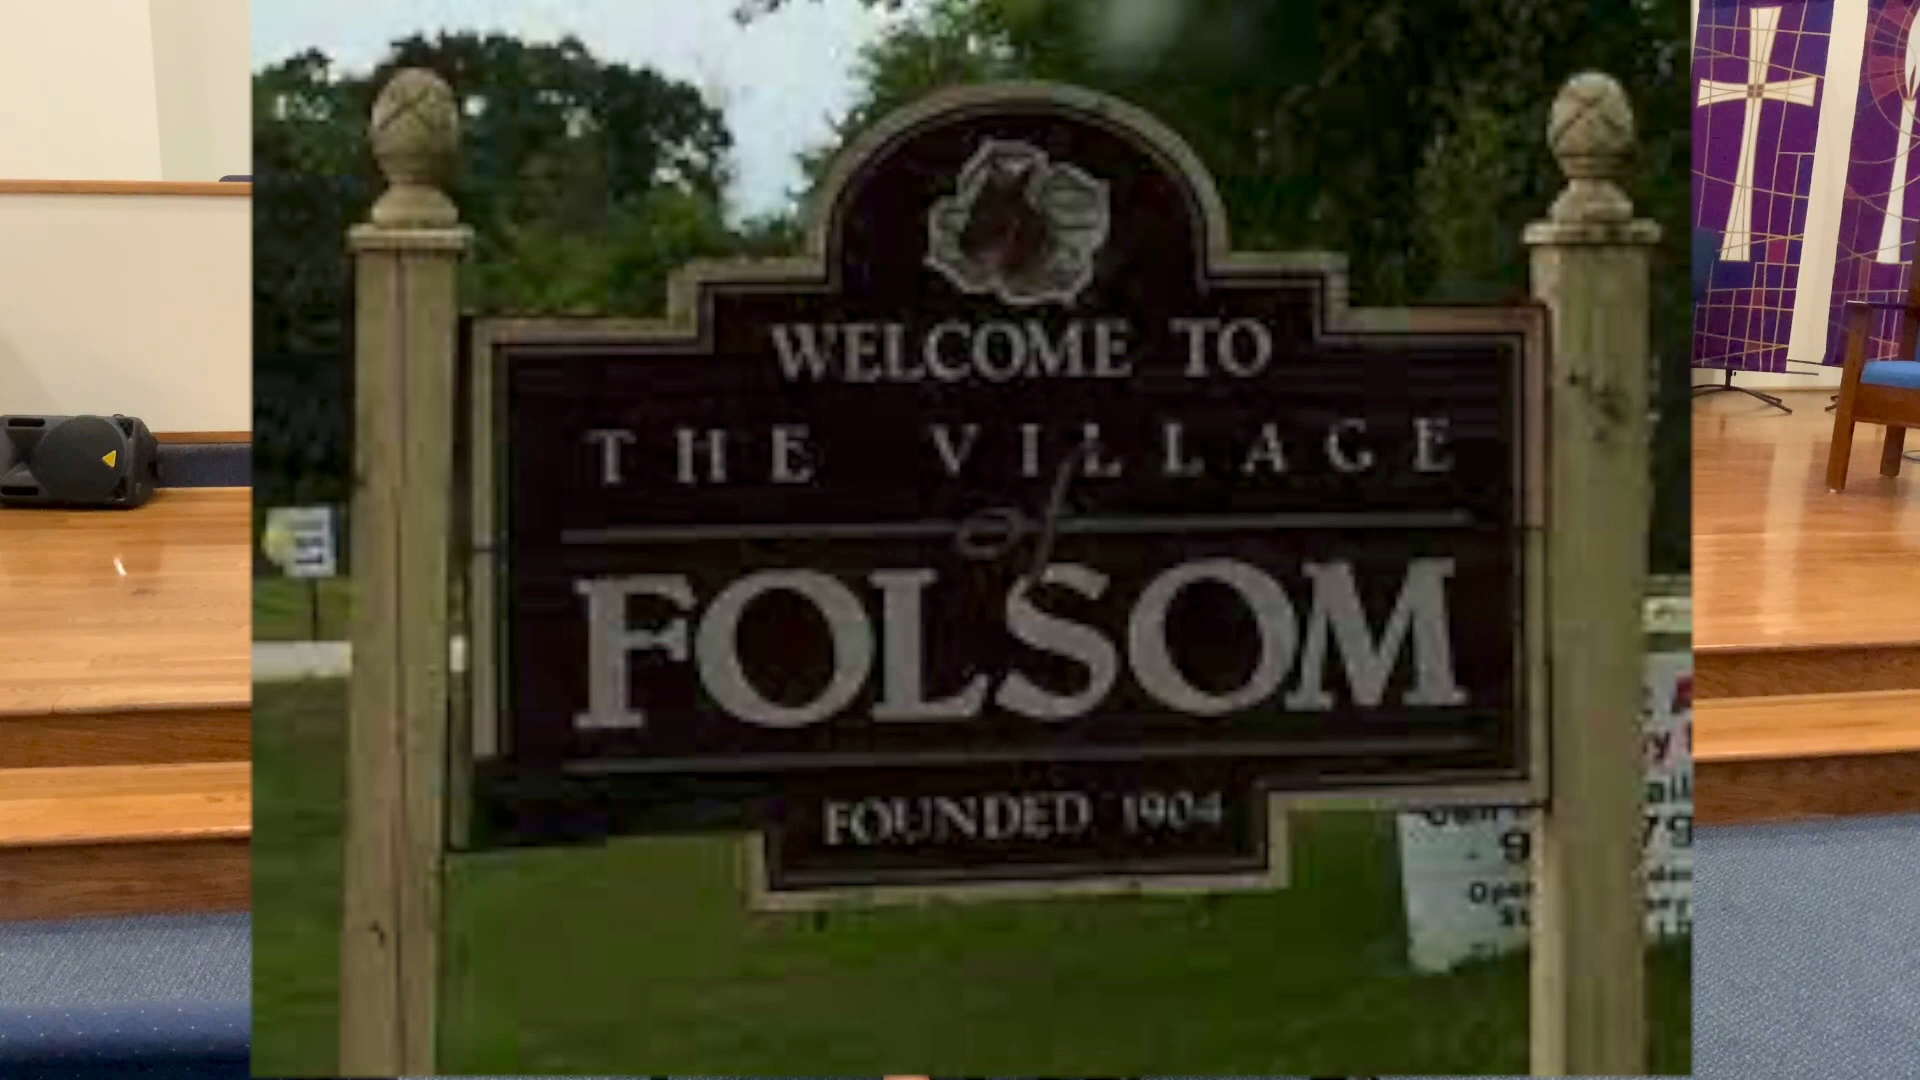 WELCOME TO
THE VILLAGE
of
FOLSOM
FOUNDED 1904